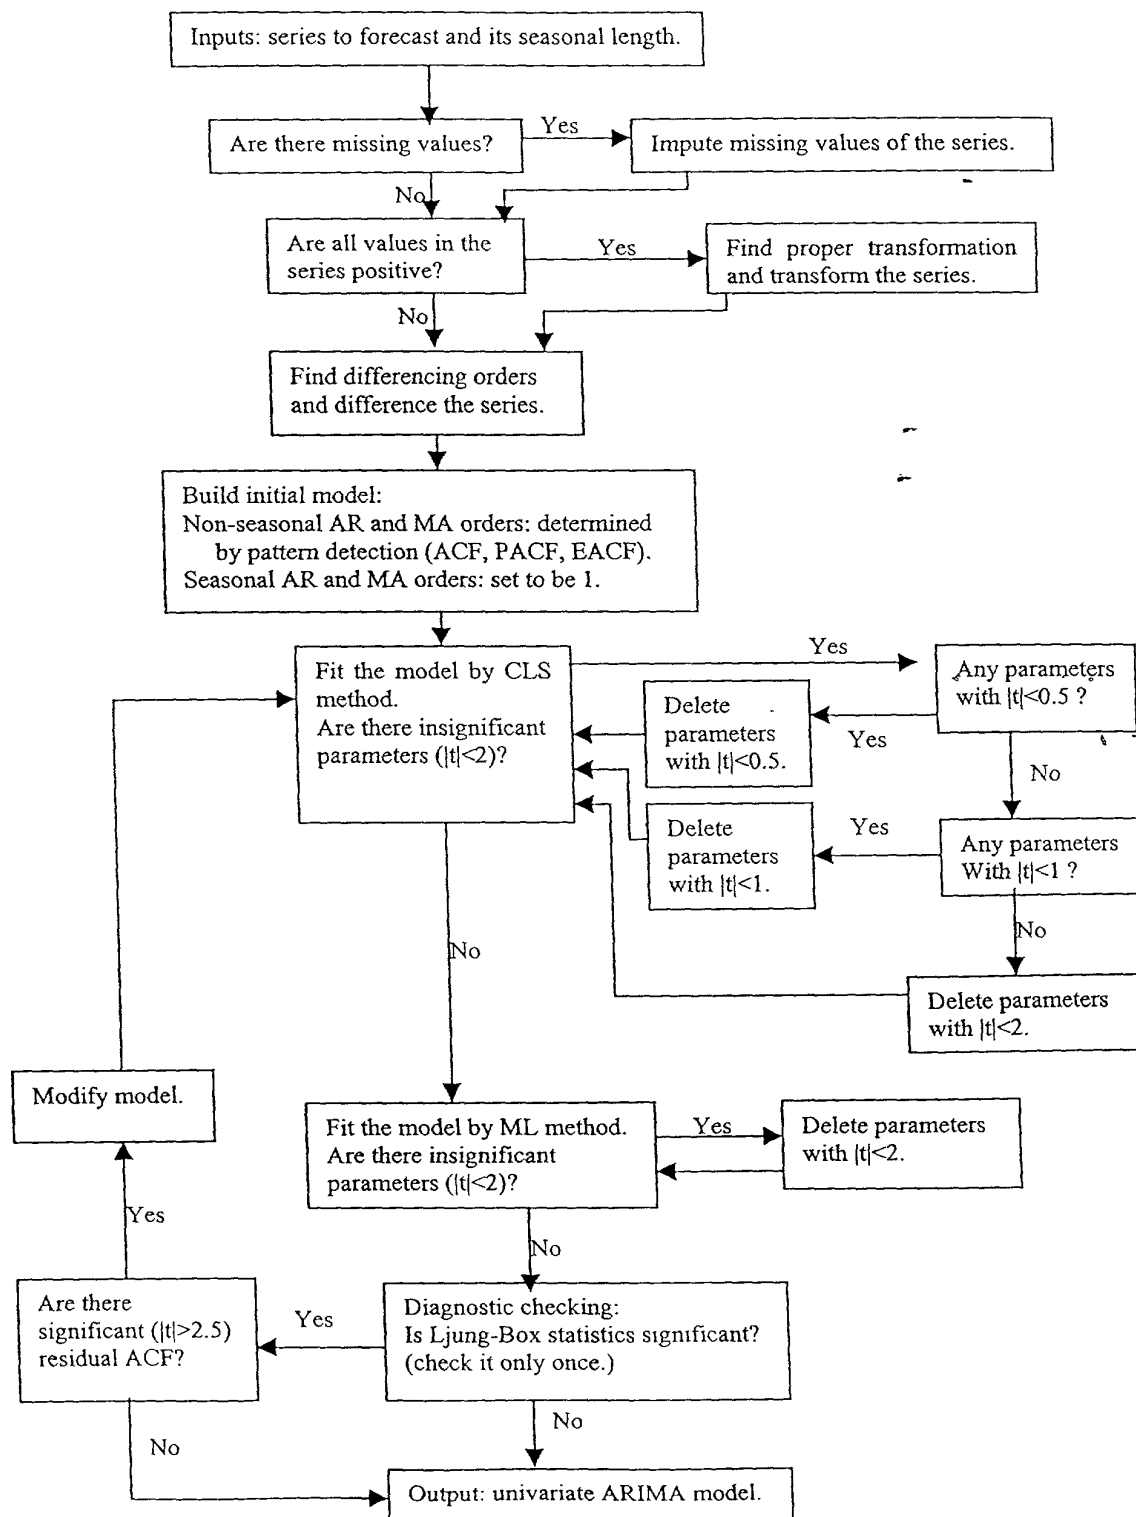 Inputs: series to forecast and its seasonal length.
Are there missing values?
Yes
Impute missing values of the series.
No
Are all values in the
series positive?
Yes
Find proper transformation
and transform the series.
No
Find differencing orders
and difference the series.
Build initial model:
Non-seasonal AR and MA orders: determined
by pattern detection (ACF, PACF, EACF).
Seasonal AR and MA orders: set to be 1.
Fit the model by CLS
method.
Are there insignificant
parameters (|t|<2)?
Yes
Any parameters
with |t|<0.5 ?
Yes
Delete
parameters
with |t|<0.5.
No
Any parameters
With |t|<1 ?
Yes
Delete
parameters
with |t|<1.
No
Delete parameters
with |t|<2.
No
Fit the model by ML method.
Are there insignificant
parameters (|t|<2)?
Yes
Delete parameters
with |t|<2.
No
Diagnostic checking:
Is Ljung-Box statistics significant?
(check it only once.)
Yes
Are there
significant (|t|>2.5)
residual ACF?
Yes
Modify model.
No
No
Output: univariate ARIMA model.